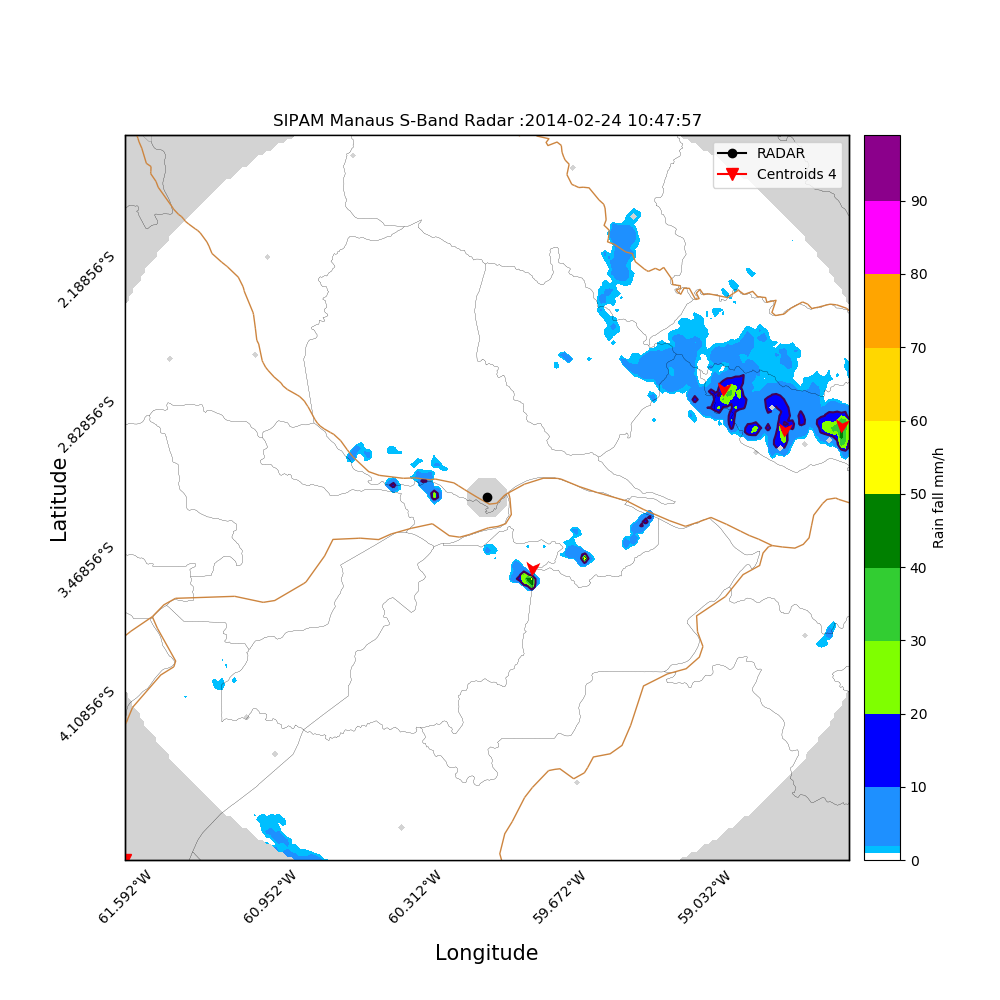 SIPAM Manaus S-Band Radar :2014-02-24 10:47:57
RADAR
Centroids 4
90
80
70
60
50
40
30
20
10
0
Rain fall mm/h
2.18856°S
2.82856°S
3.46856°S
4.10856°S
Latitude
61.592°W
60.952°W
60.312°W
59.672°W
59.032°W
Longitude